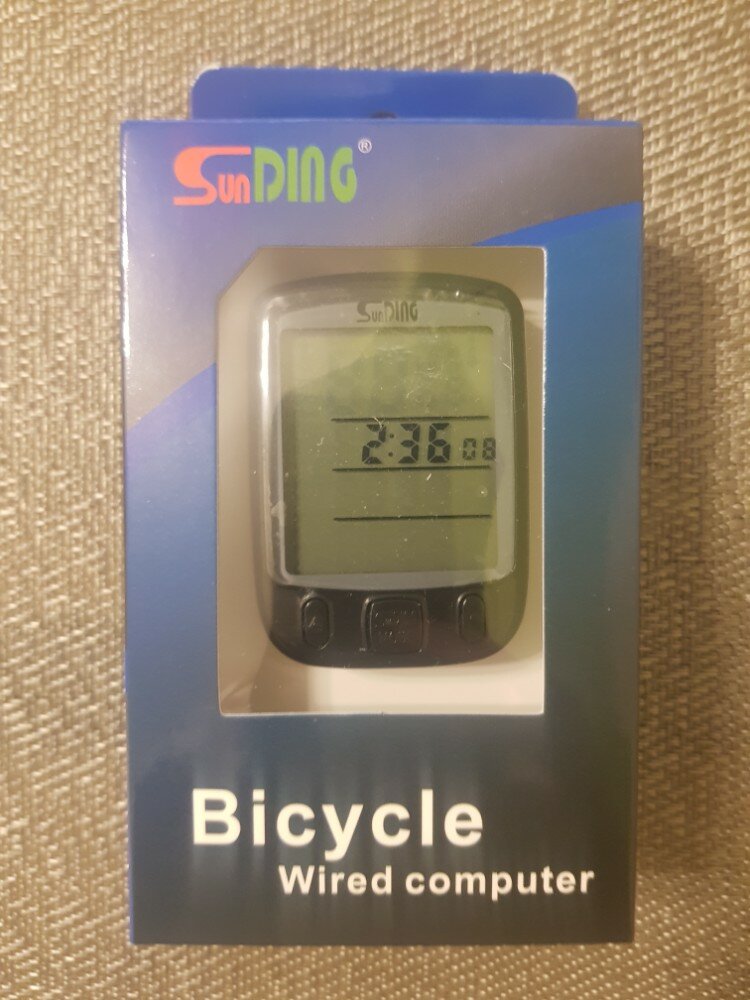 SunDING®
SunDING
2:36 08
Bicycle
Wired computer